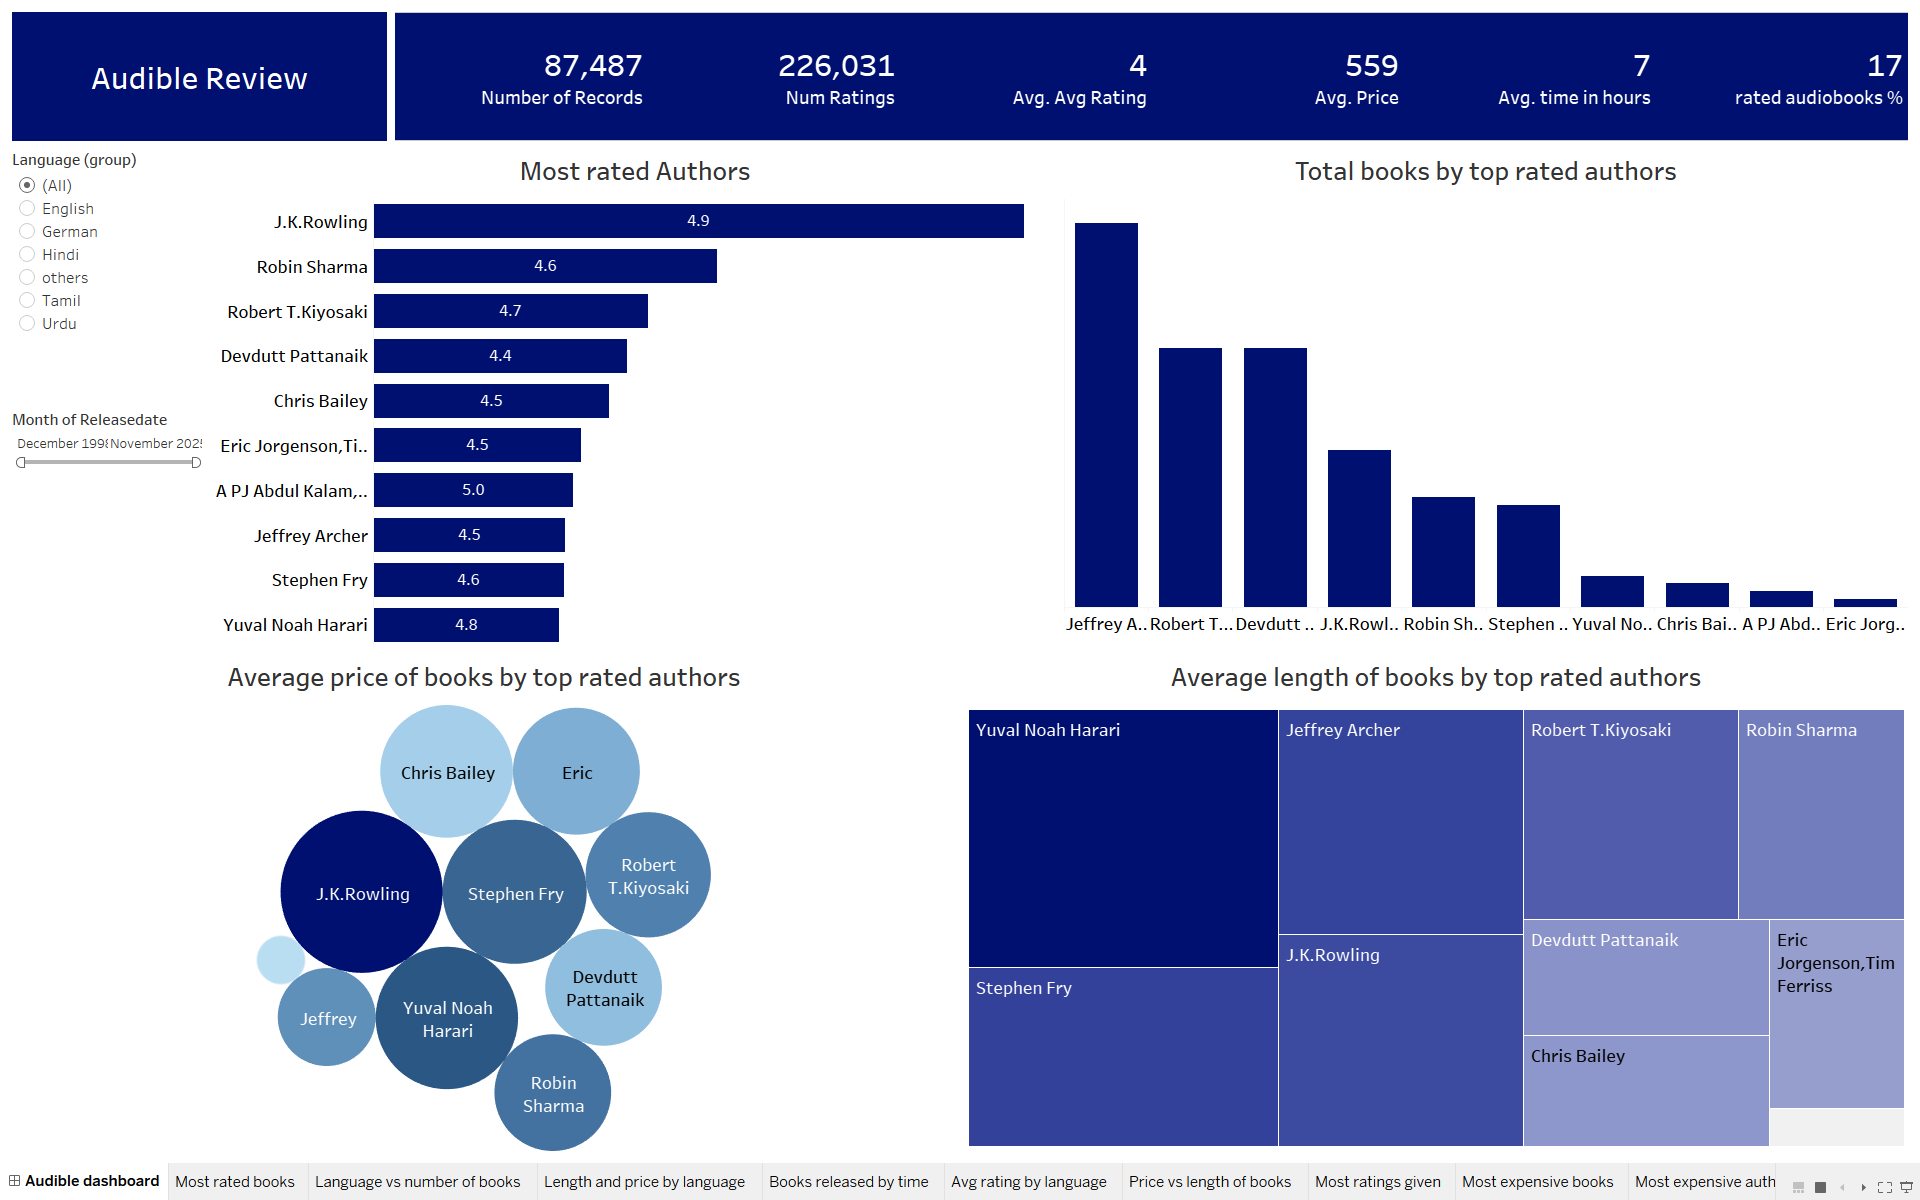 Audible Review
87,487
Number of Records
226,031
Num Ratings
4
Avg. Avg Rating
559
Avg. Price
7
Avg. time in hours
17
rated audiobooks %
Language (group)
(All)
English
German
Hindi
others
Tamil
Urdu
Month of Releasedate
December 1998
November 2025
Most rated Authors
J.K.Rowling 4.9
Robin Sharma 4.6
Robert T.Kiyosaki 4.7
Devdutt Pattanaik 4.4
Chris Bailey 4.5
Eric Jorgenson,Ti.. 4.5
A PJ Abdul Kalam,.. 5.0
Jeffrey Archer 4.5
Stephen Fry 4.6
Yuval Noah Harari 4.8
Total books by top rated authors
Jeffrey A.. Robert T... Devdutt .. J.K.Rowl.. Robin Sh.. Stephen .. Yuval No.. Chris Bai.. A PJ Abd.. Eric Jorg..
Average price of books by top rated authors
Chris Bailey
Eric
J.K.Rowling
Stephen Fry
Robert
T.Kiyosaki
Devdutt
Pattanaik
Jeffrey
Yuval Noah
Harari
Robin
Sharma
Average length of books by top rated authors
Yuval Noah Harari
Jeffrey Archer
Robert T.Kiyosaki
Robin Sharma
Stephen Fry
J.K.Rowling
Devdutt Pattanaik
Eric
Jorgenson,Tim
Ferriss
Chris Bailey
Audible dashboard
Most rated books
Language vs number of books
Length and price by language
Books released by time
Avg rating by language
Price vs length of books
Most ratings given
Most expensive books
Most expensive auth